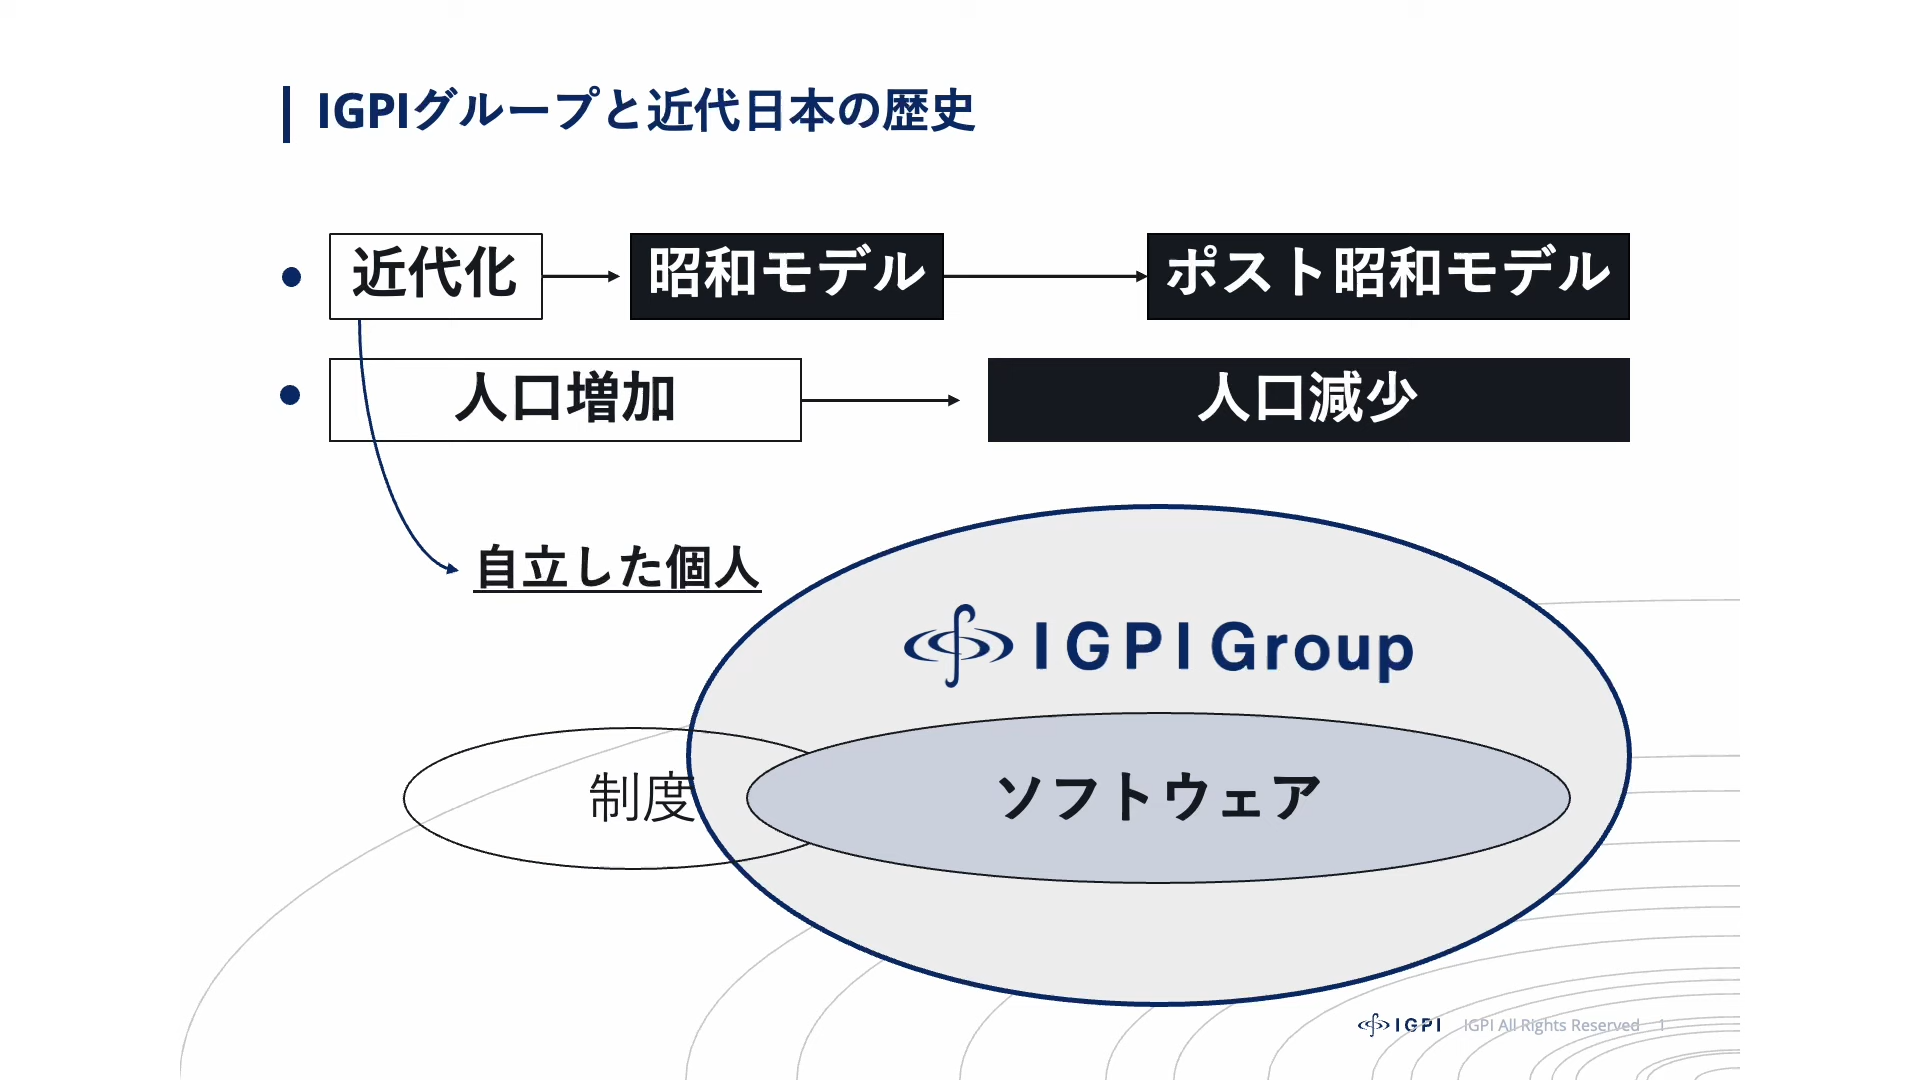 IGPIグループと近代日本の歴史
近代化 昭和モデル ポスト昭和モデル
人口増加 人口減少
自立した個人
IGPI Group
制度 ソフトウェア
IGPI IGPI All Rights Reserved 1